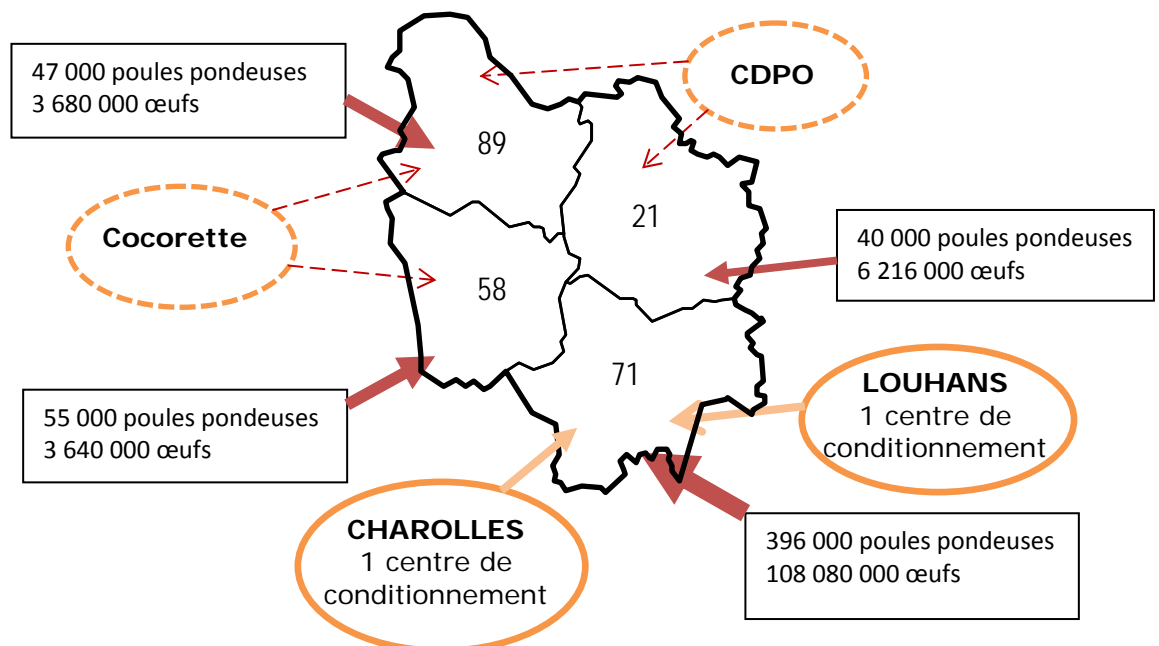 47 000 poules pondeuses
3 680 000 œufs
CDPO
89
21
Cocorette
40 000 poules pondeuses
6 216 000 œufs
58
71
LOUHANS
1 centre de
conditionnement
55 000 poules pondeuses
3 640 000 œufs
CHAROLLES
1 centre de
conditionnement
396 000 poules pondeuses
108 080 000 œufs